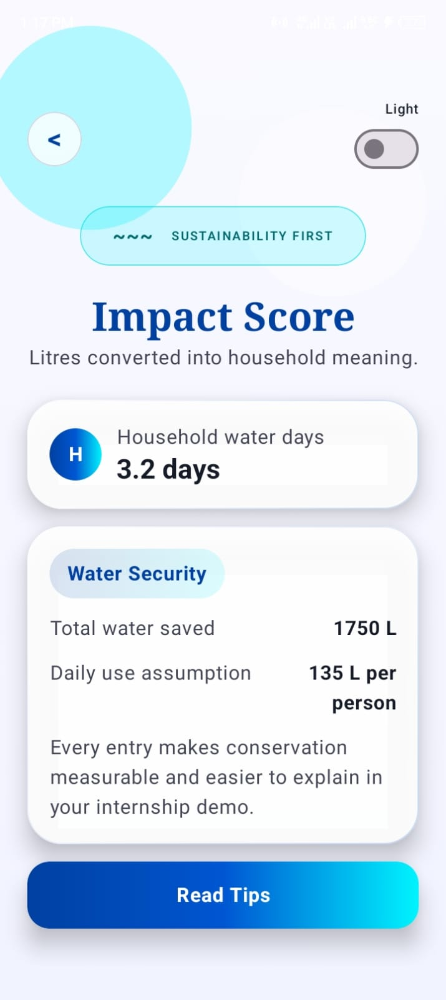 1:17 PM
Light
<
~~~ SUSTAINABILITY FIRST
Impact Score
Litres converted into household meaning.
Household water days
H
3.2 days
Water Security
Total water saved 1750 L
Daily use assumption 135 L per
person
Every entry makes conservation
measurable and easier to explain in
your internship demo.
Read Tips